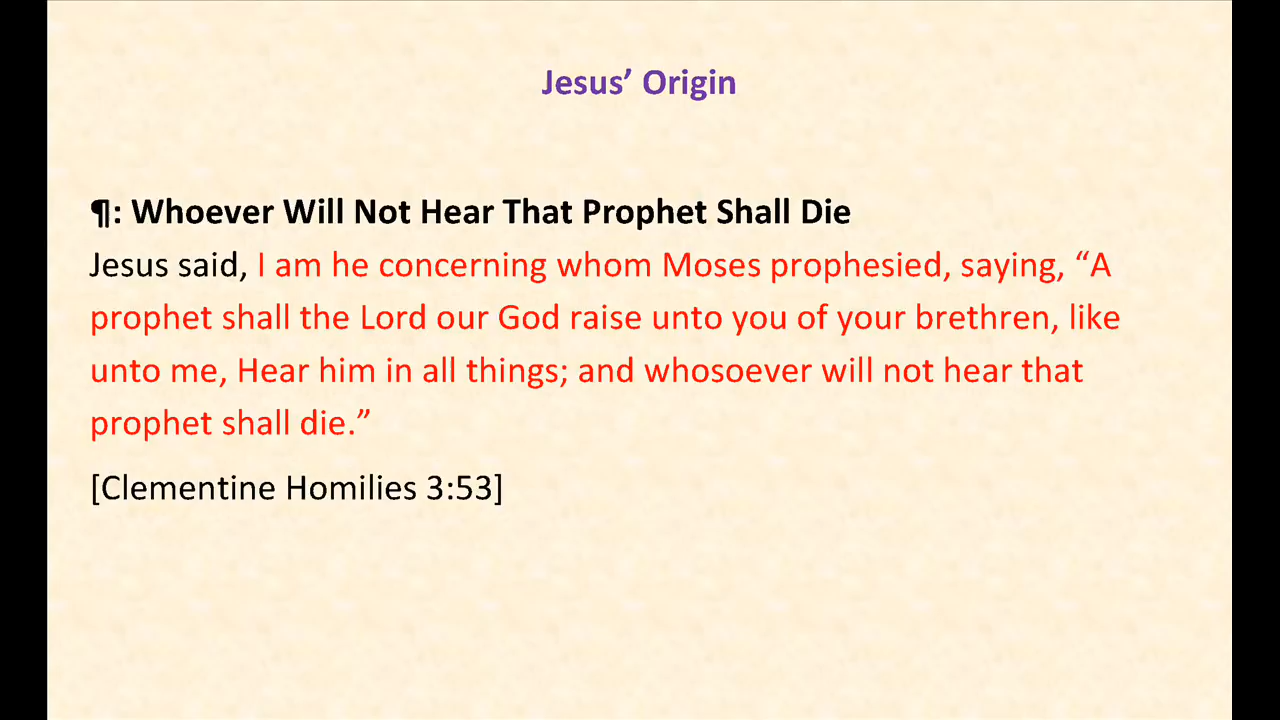 Jesus’ Origin
¶: Whoever Will Not Hear That Prophet Shall Die
Jesus said, I am he concerning whom Moses prophesied, saying, “A
prophet shall the Lord our God raise unto you of your brethren, like
unto me, Hear him in all things; and whosoever will not hear that
prophet shall die.”
[Clementine Homilies 3:53]